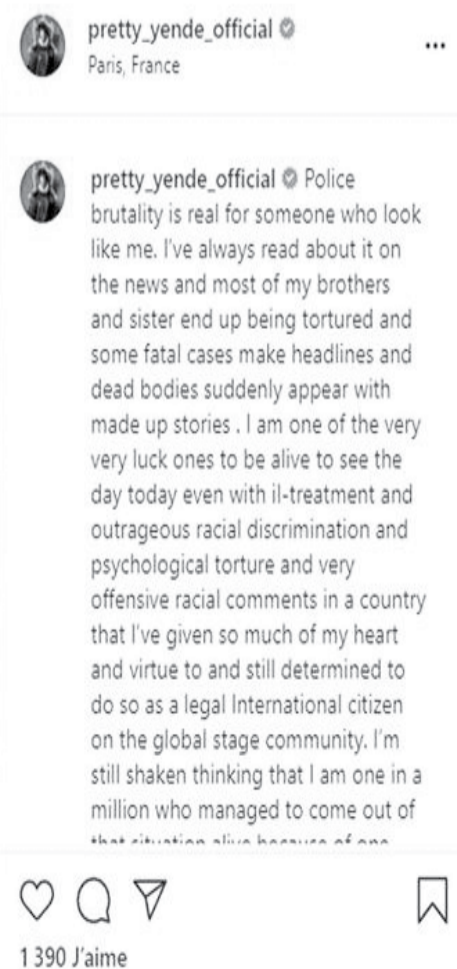 pretty_yende_official
Paris, France
pretty_yende_official Police
brutality is real for someone who look
like me. I've always read about it on
the news and most of my brothers
and sister end up being tortured and
some fatal cases make headlines and
dead bodies suddenly appear with
made up stories . I am one of the very
very luck ones to be alive to see the
day today even with il-treatment and
outrageous racial discrimination and
psychological torture and very
offensive racial comments in a country
that I've given so much of my heart
and virtue to and still determined to
do so as a legal International citizen
on the global stage community. I'm
still shaken thinking that I am one in a
million who managed to come out of
that situation alive because of one
1 390 J'aime